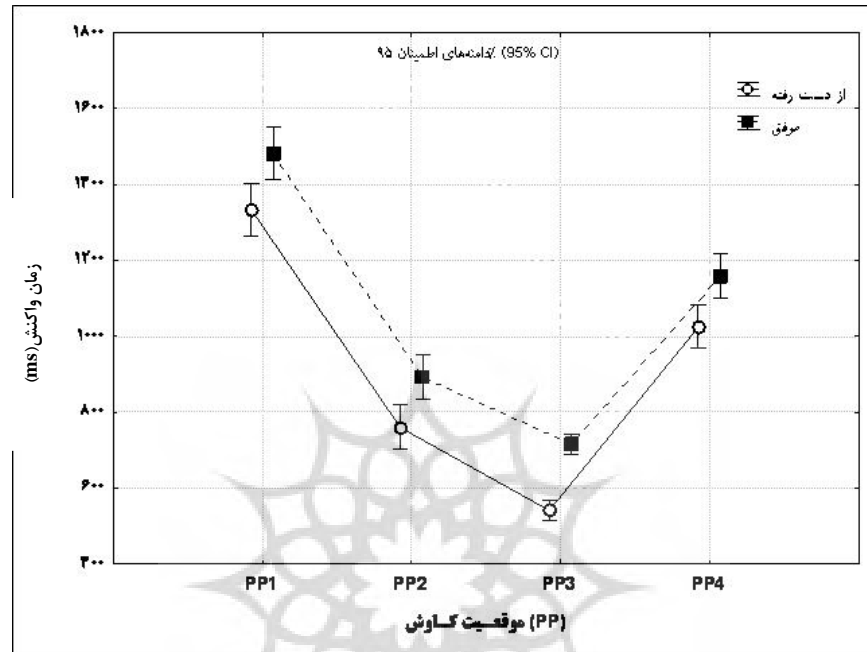 ۱۸۰۰
٪دامنه‌های اطمینان ۹۵ (95% CI)
از دست رفته
موفق
۱۶۰۰
۱۴۰۰
۱۲۰۰
۱۰۰۰
۸۰۰
۶۰۰
۴۰۰
زمان واکنش(ms)
PP1 PP2 PP3 PP4
موقعیت کاوش (PP)